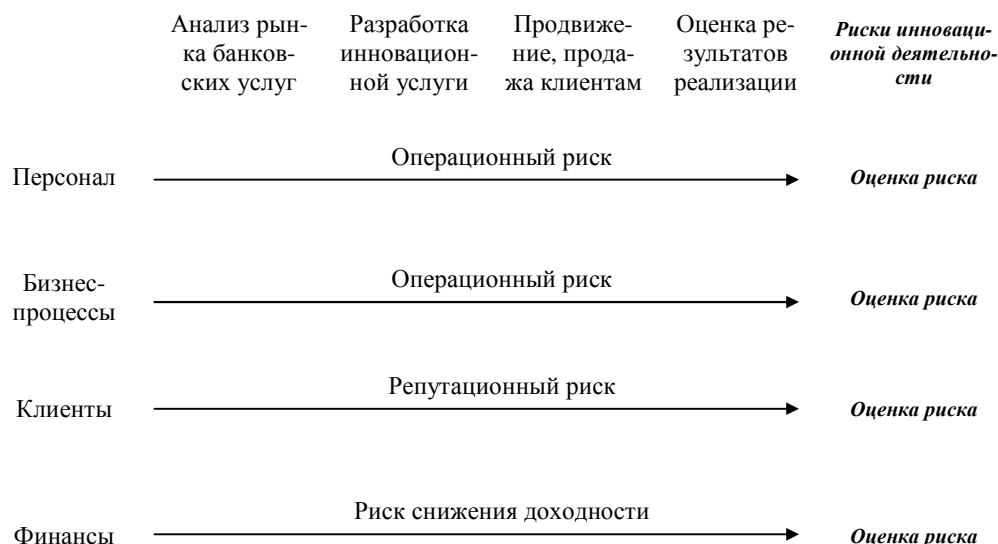 Анализ рын-
ка банков-
ских услуг
Разработка
инновацион-
ной услуги
Продвиже-
ние, прода-
жа клиентам
Оценка ре-
зультатов
реализации
Риски инноваци-
онной деятельно-
сти
Персонал
Операционный риск
Оценка риска
Бизнес-
процессы
Операционный риск
Оценка риска
Клиенты
Репутационный риск
Оценка риска
Финансы
Риск снижения доходности
Оценка риска